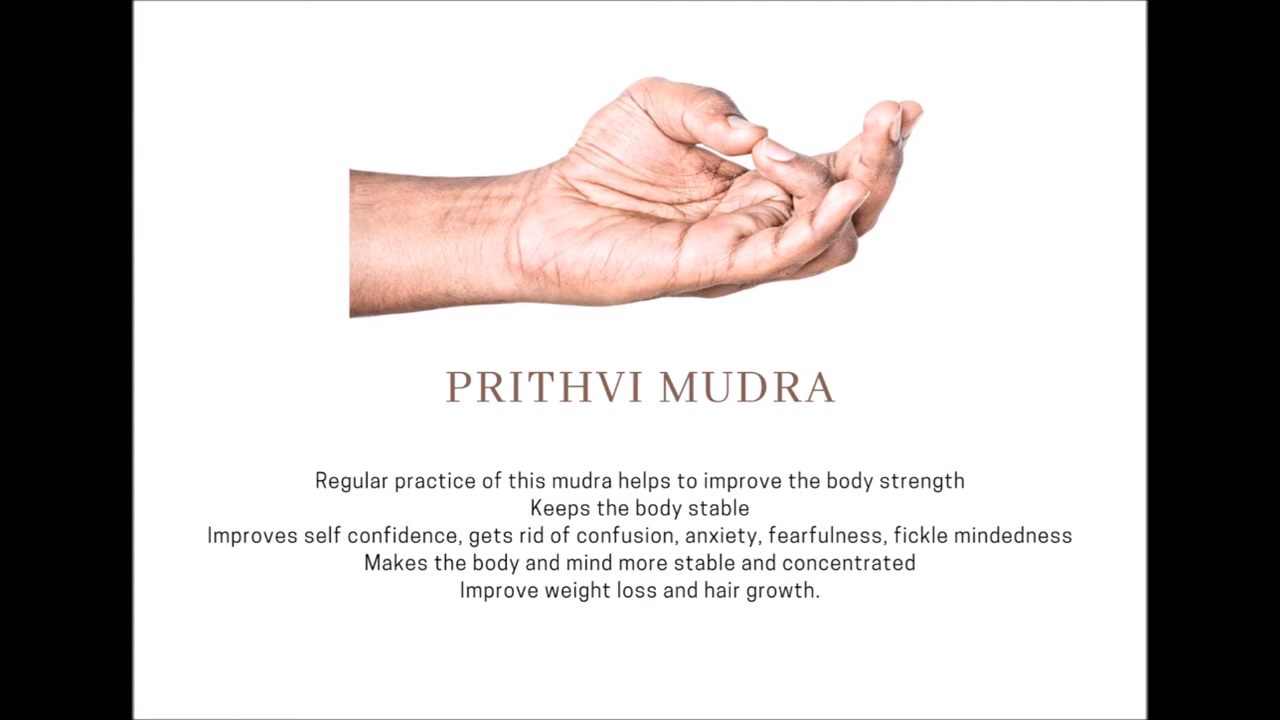 PRITHVI MUDRA
Regular practice of this mudra helps to improve the body strength
Keeps the body stable
Improves self confidence, gets rid of confusion, anxiety, fearfulness, fickle mindedness
Makes the body and mind more stable and concentrated
Improve weight loss and hair growth.